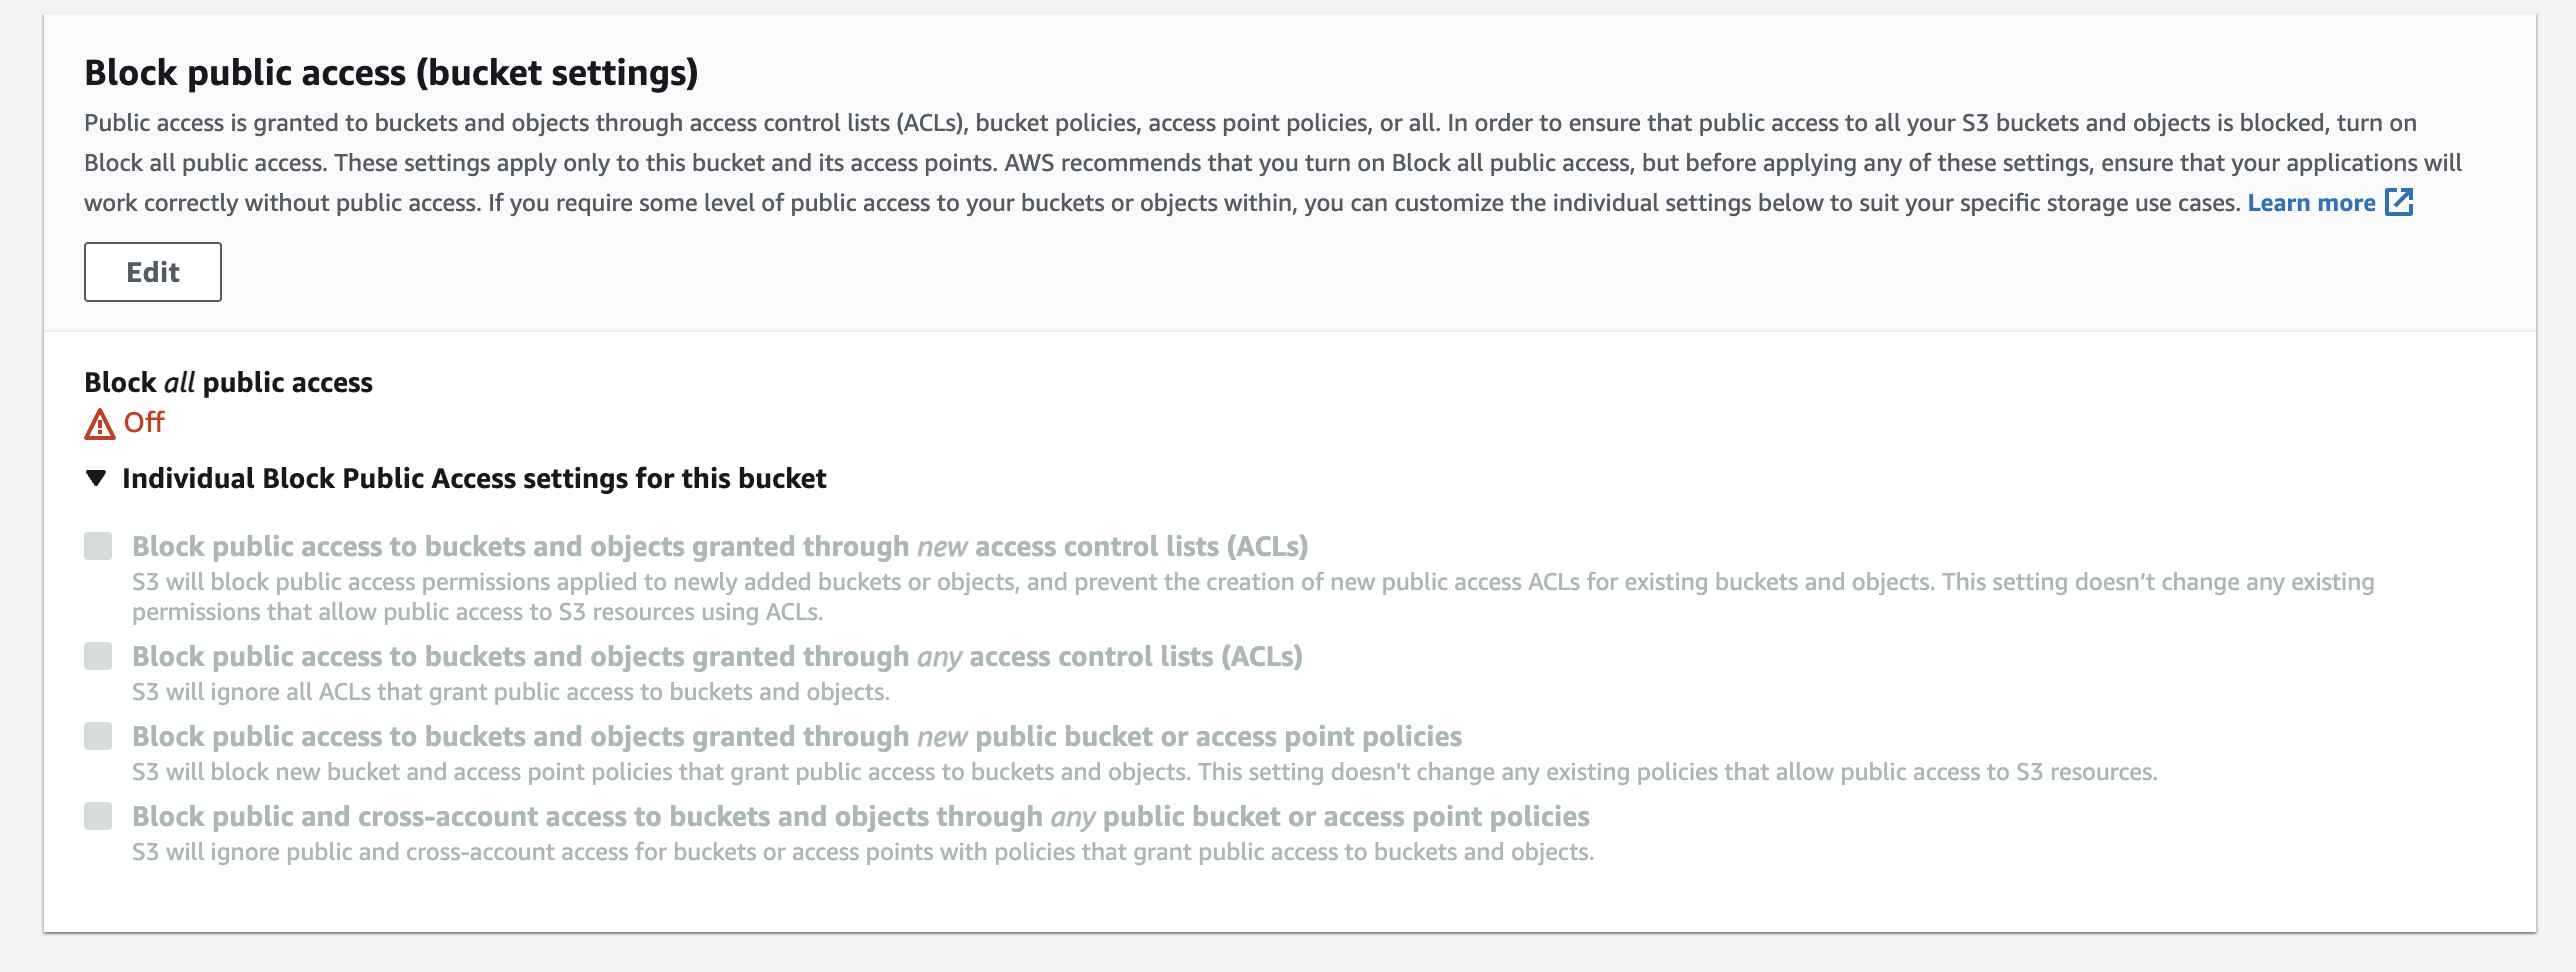 Block public access (bucket settings)
Public access is granted to buckets and objects through access control lists (ACLs), bucket policies, access point policies, or all. In order to ensure that public access to all your S3 buckets and objects is blocked, turn on
Block all public access. These settings apply only to this bucket and its access points. AWS recommends that you turn on Block all public access, but before applying any of these settings, ensure that your applications will
work correctly without public access. If you require some level of public access to your buckets or objects within, you can customize the individual settings below to suit your specific storage use cases. Learn more
Edit
Block all public access
Off
Individual Block Public Access settings for this bucket
Block public access to buckets and objects granted through new access control lists (ACLs)
S3 will block public access permissions applied to newly added buckets or objects, and prevent the creation of new public access ACLs for existing buckets and objects. This setting doesn’t change any existing
permissions that allow public access to S3 resources using ACLs.
Block public access to buckets and objects granted through any access control lists (ACLs)
S3 will ignore all ACLs that grant public access to buckets and objects.
Block public access to buckets and objects granted through new public bucket or access point policies
S3 will block new bucket and access point policies that grant public access to buckets and objects. This setting doesn't change any existing policies that allow public access to S3 resources.
Block public and cross-account access to buckets and objects through any public bucket or access point policies
S3 will ignore public and cross-account access for buckets or access points with policies that grant public access to buckets and objects.